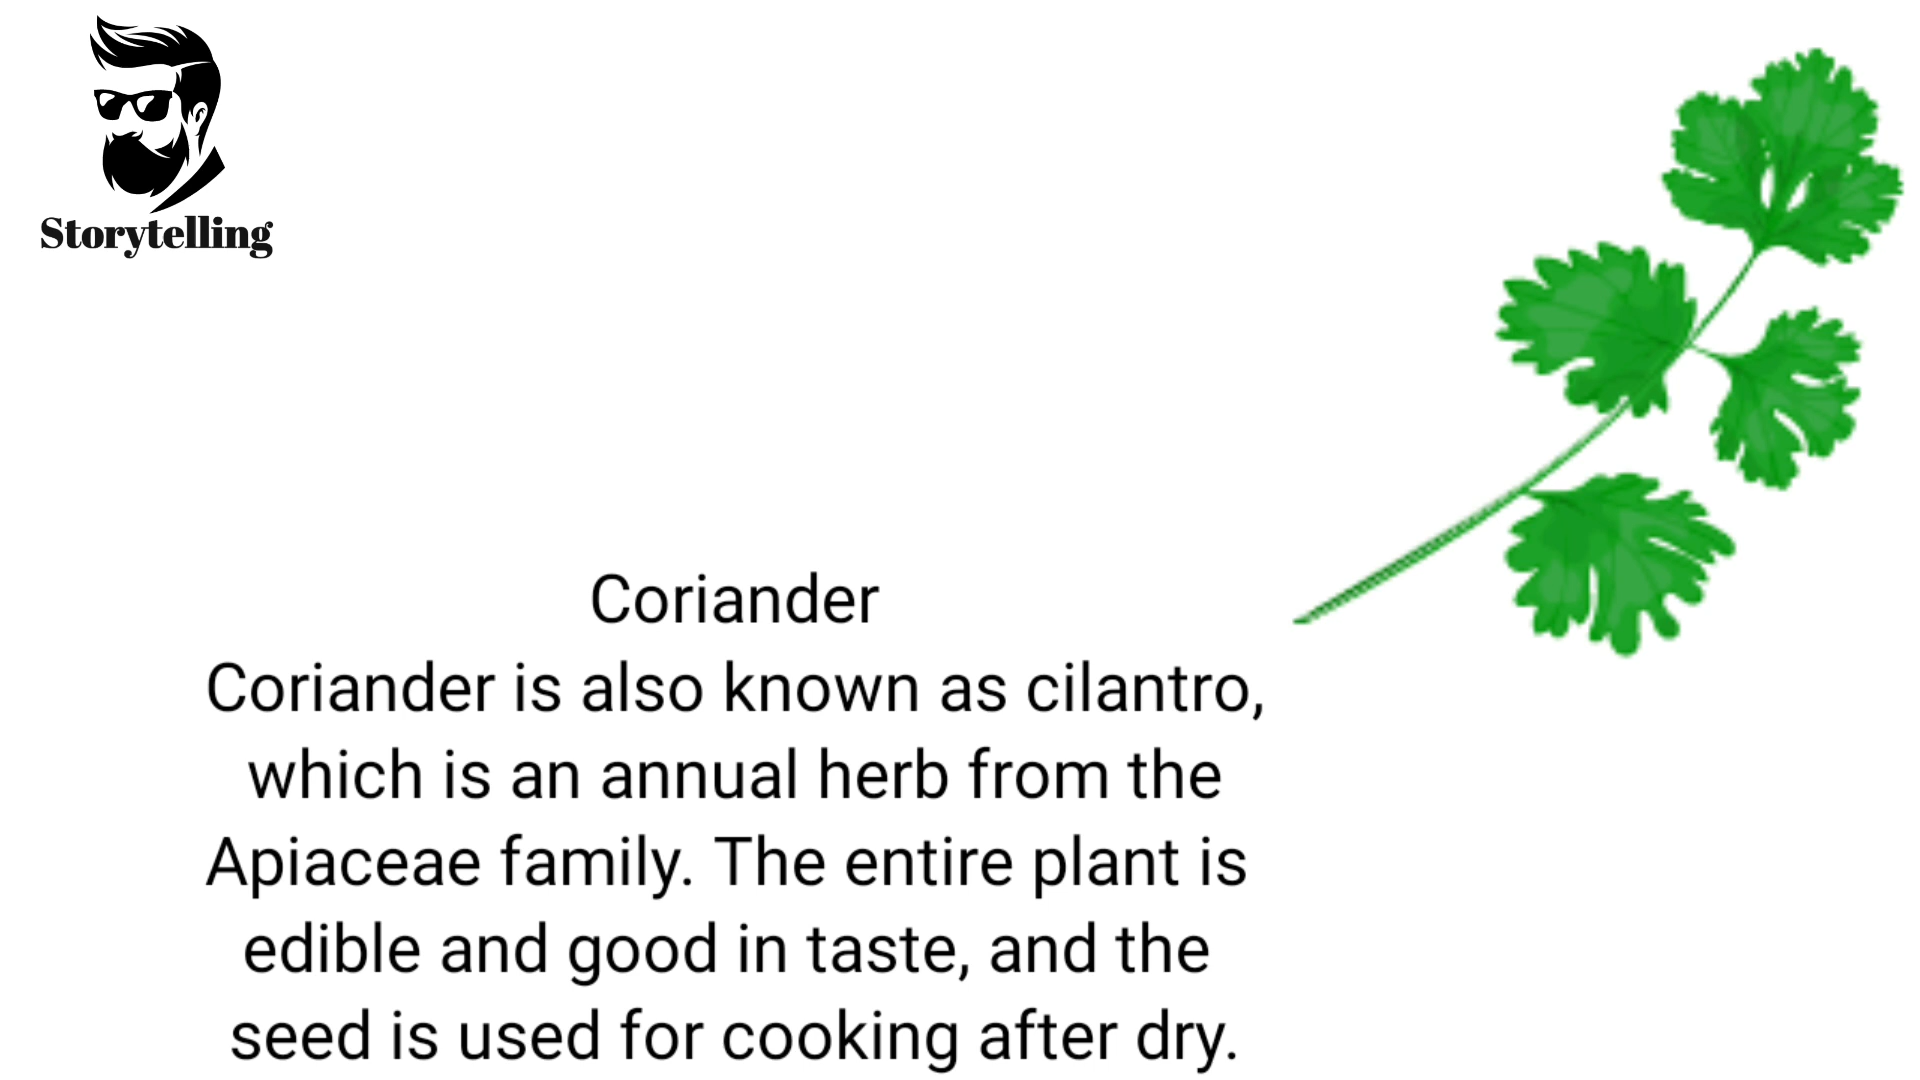 Storytelling
Coriander
Coriander is also known as cilantro,
which is an annual herb from the
Apiaceae family. The entire plant is
edible and good in taste, and the
seed is used for cooking after dry.